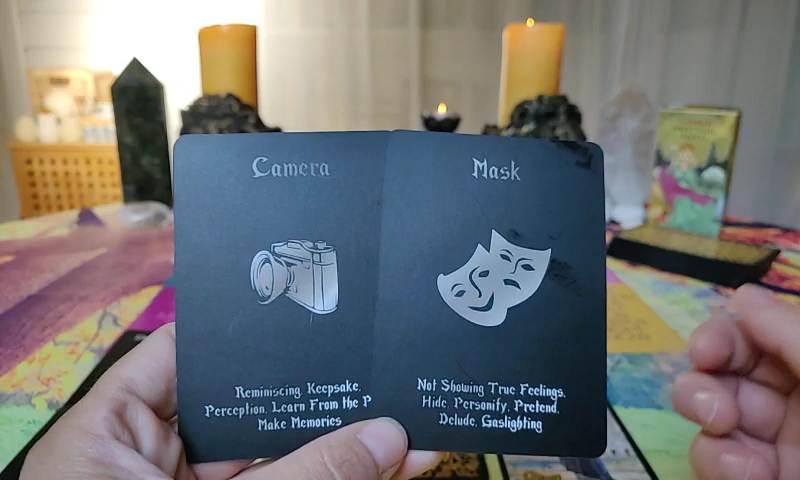 Camera
Reminiscing, Keepsake,
Perception, Learn From the P
Make Memories
Mask
Not Showing True Feelings,
Hide, Personify, Pretend,
Delude, Gaslighting